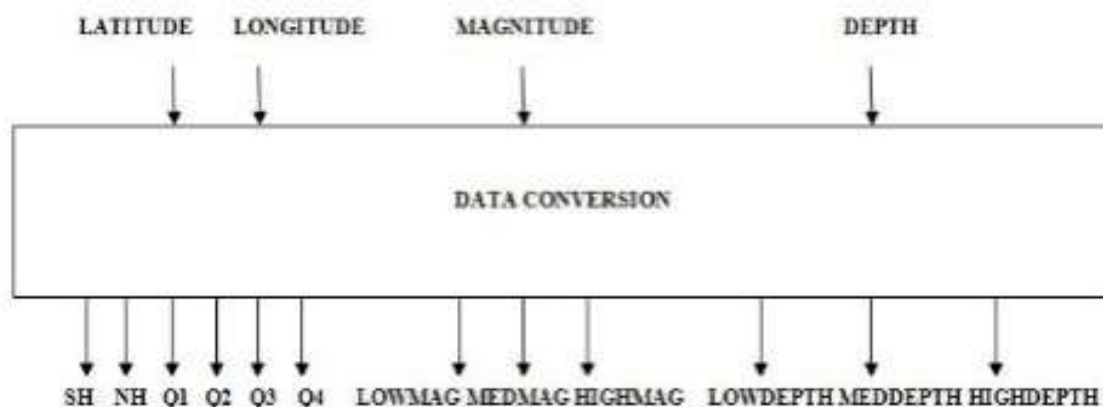 LATITUDE LONGITUDE MAGNITUDE DEPTH
DATA CONVERSION
SH NH Q1 Q2 Q3 Q4 LOWMAG MEDMAG HIGHMAG LOWDEPTH MEDDEPTH HIGHDEPTH